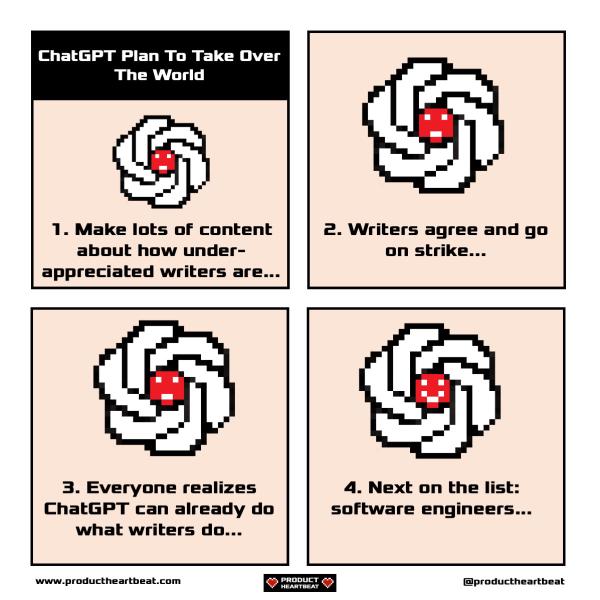 ChatGPT Plan To Take Over
The World
1. Make lots of content
about how under-
appreciated writers are...
2. Writers agree and go
on strike...
3. Everyone realizes
ChatGPT can already do
what writers do...
4. Next on the list:
software engineers...
www.productheartbeat.com
PRODUCT
HEARTBEAT
@productheartbeat